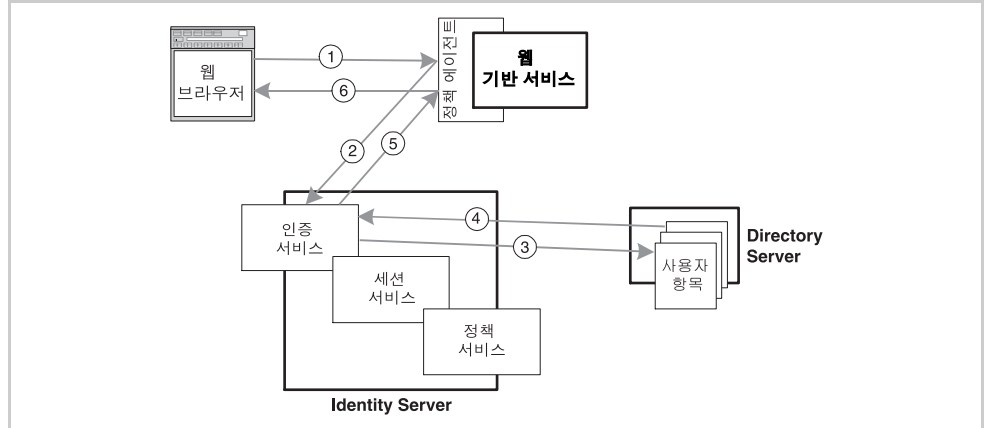 웹
브라우저
1
6
정책 에이전트
웹
기반 서비스
2
5
인증
서비스
4
3
세션
서비스
정책
서비스
사용자
항목
Directory
Server
Identity Server